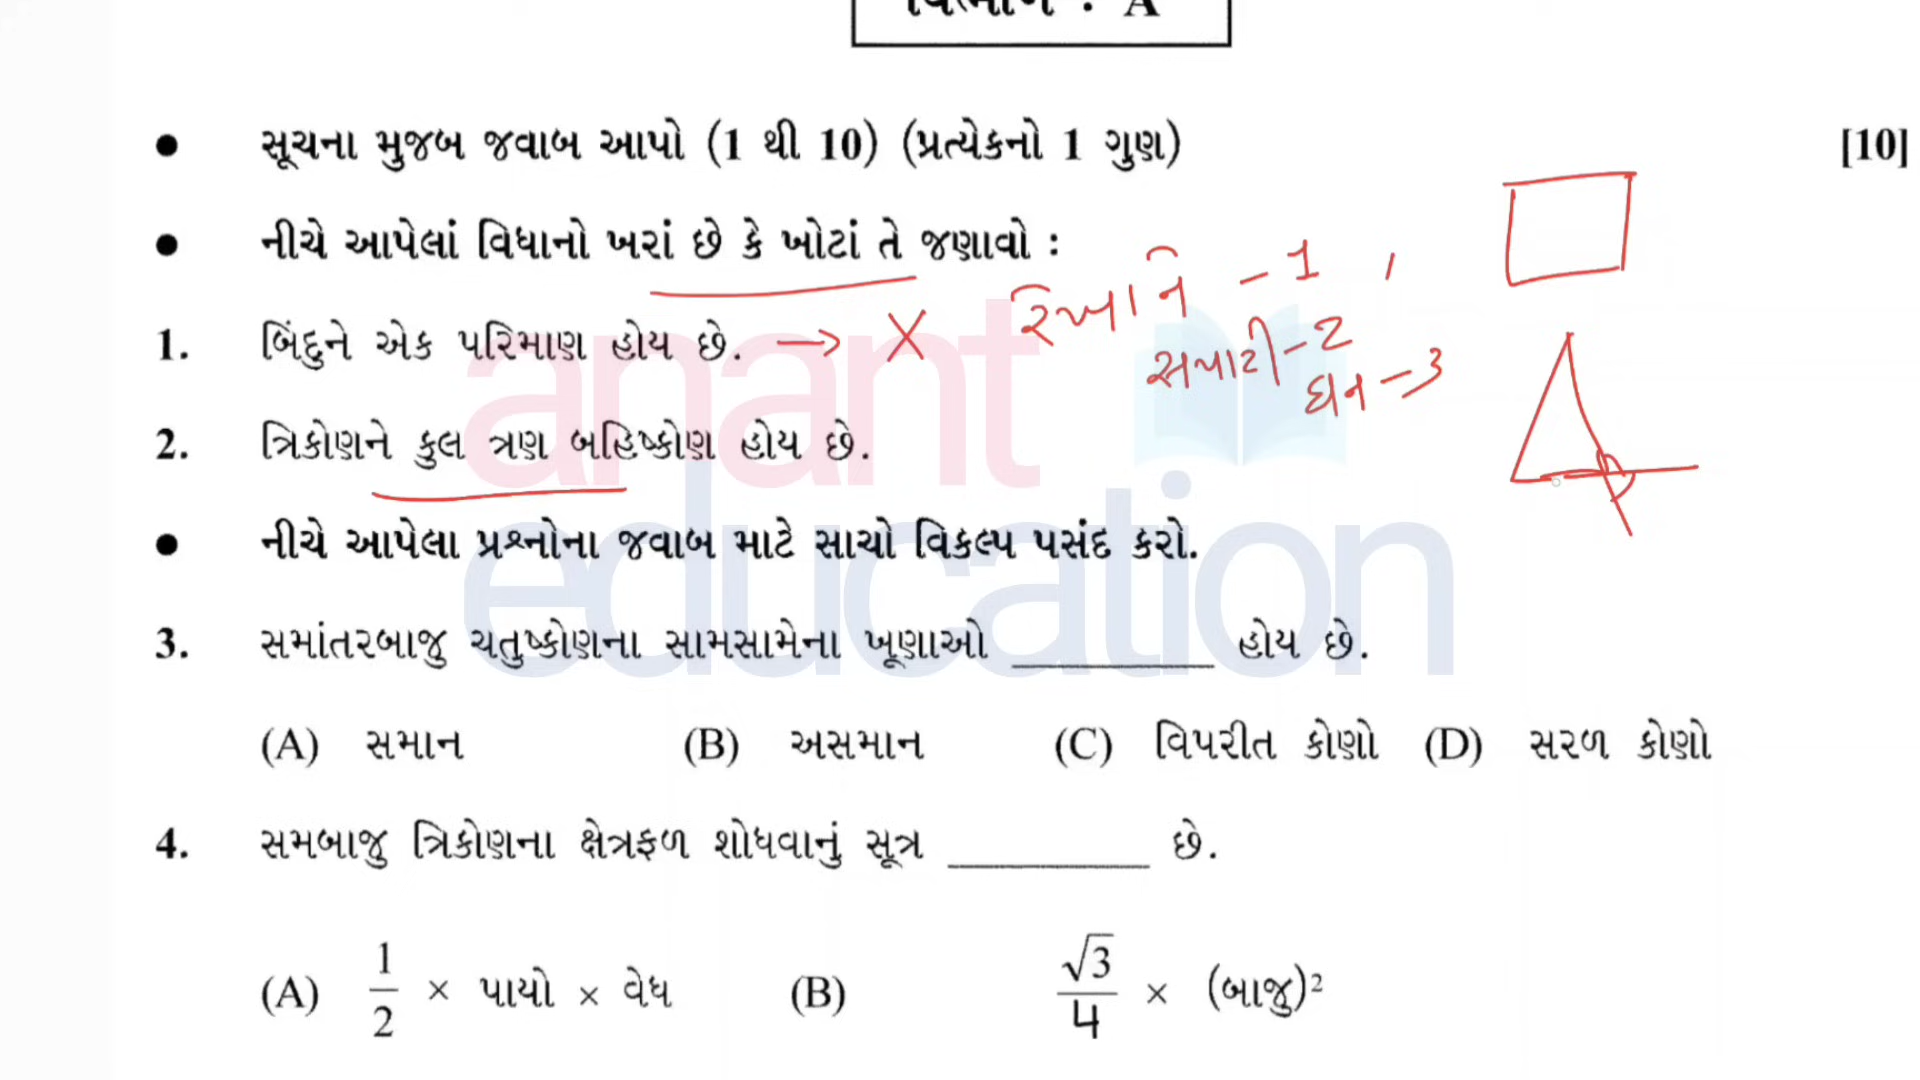 વિભાગ : A
● સૂચના મુજબ જવાબ આપો (1 થી 10) (પ્રત્યેકનો 1 ગુણ) [10]
● નીચે આપેલાં વિધાનો ખરાં છે કે ખોટાં તે જણાવો :
1. બિંદુને એક પરિમાણ હોય છે. → X રેખાને - 1 ,
સપાટી - 2
ઘન - 3
2. ત્રિકોણને કુલ ત્રણ બહિષ્કોણ હોય છે.
● નીચે આપેલા પ્રશ્નોના જવાબ માટે સાચો વિકલ્પ પસંદ કરો.
3. સમાંતરબાજુ ચતુષ્કોણના સામસામેના ખૂણાઓ ________ હોય છે.
(A) સમાન (B) અસમાન (C) વિપરીત કોણો (D) સરળ કોણો
4. સમબાજુ ત્રિકોણના ક્ષેત્રફળ શોધવાનું સૂત્ર ________ છે.
(A) 1/2 × પાયો × વેધ (B) √3/4 × (બાજુ)²
anant
education